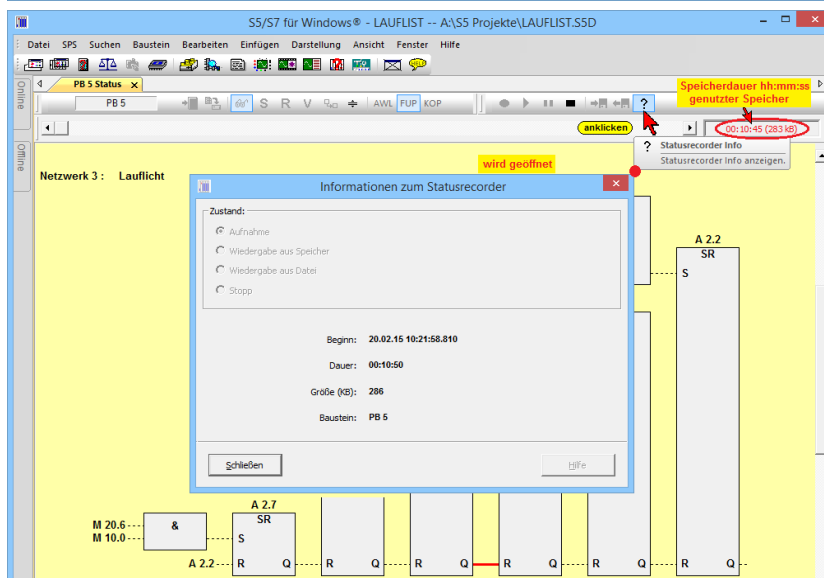 S5/S7 für Windows® - LAUFLIST -- A:\S5 Projekte\LAUFLIST.S5D
Datei SPS Suchen Baustein Bearbeiten Einfügen Darstellung Ansicht Fenster Hilfe
Online
PB 5 Status x
Speicherdauer hh:mm:ss
genutzter Speicher
PB 5
S R V
AWL FUP KOP
?
anklicken
00:10:45 (283 kB)
? Statusrecorder Info
Statusrecorder Info anzeigen.
Offline
wird geöffnet
Netzwerk 3 : Lauflicht
Informationen zum Statusrecorder
Zustand:
Aufnahme
Wiedergabe aus Speicher
Wiedergabe aus Datei
Stopp
Beginn: 20.02.15 10:21:58.810
Dauer: 00:10:50
Größe (KB): 286
Baustein: PB 5
Schließen
Hilfe
A 2.2
SR
S
A 2.7
SR
M 20.6
&
M 10.0
S
A 2.2 R Q R Q R Q R Q R Q R Q